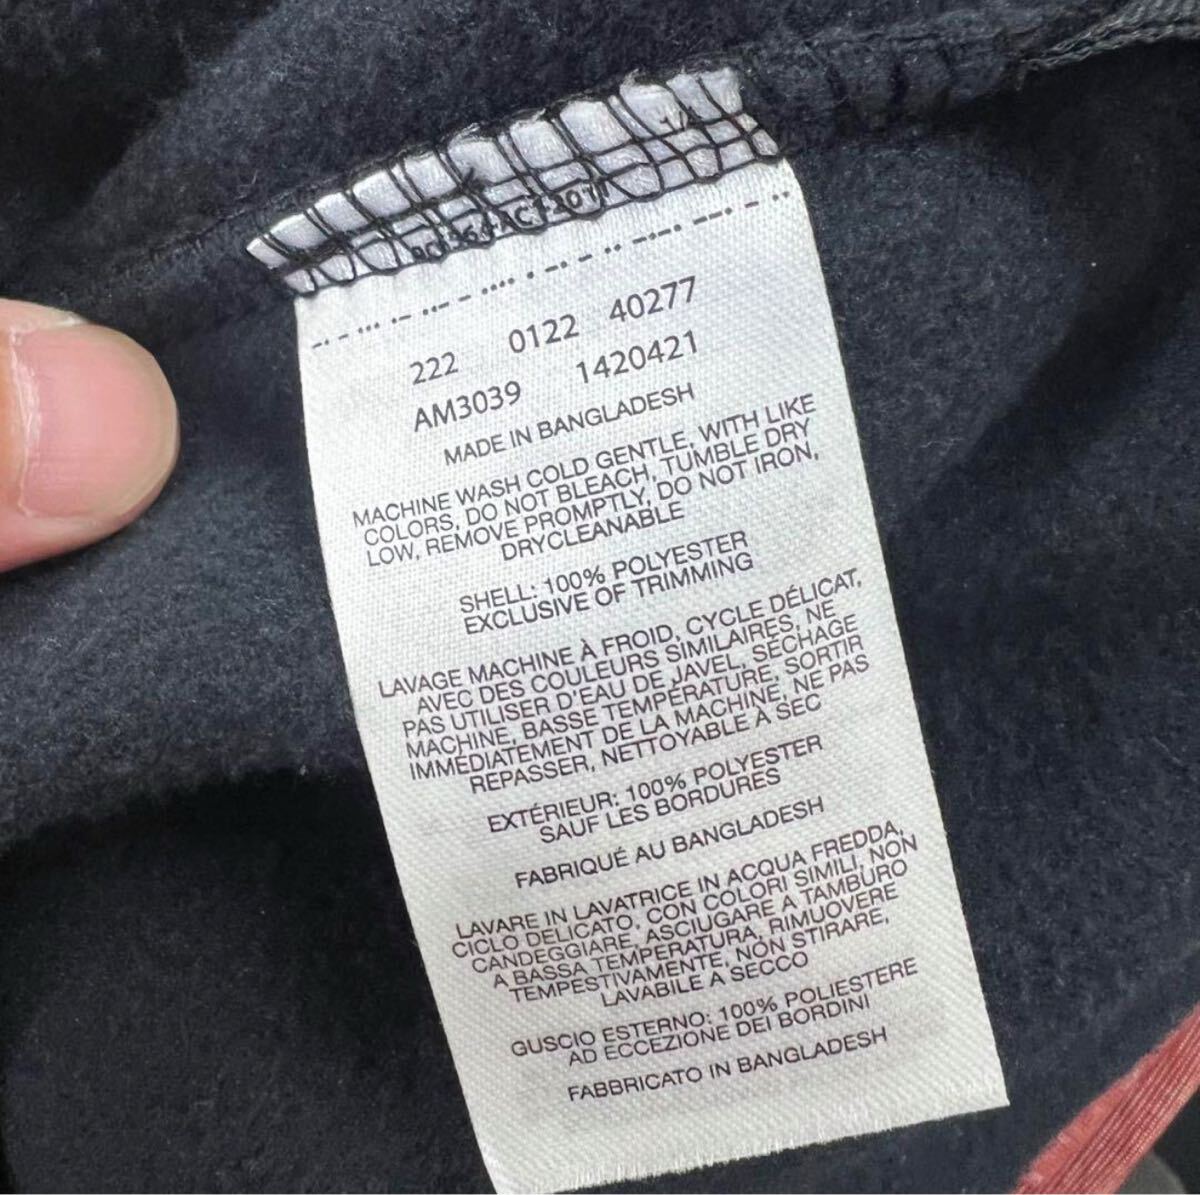 222 0122 40277
AM3039 1420421
MADE IN BANGLADESH
MACHINE WASH COLD GENTLE, WITH LIKE
COLORS, DO NOT BLEACH, TUMBLE DRY
LOW, REMOVE PROMPTLY, DO NOT IRON,
DRYCLEANABLE
SHELL: 100% POLYESTER
EXCLUSIVE OF TRIMMING
LAVAGE MACHINE À FROID, CYCLE DÉLICAT,
AVEC DES COULEURS SIMILAIRES, NE
PAS UTILISER D'EAU DE JAVEL, SÉCHAGE
MACHINE, BASSE TEMPÉRATURE, SORTIR
IMMÉDIATEMENT DE LA MACHINE, NE PAS
REPASSER, NETTOYABLE À SEC
EXTÉRIEUR: 100% POLYESTER
SAUF LES BORDURES
FABRIQUÉ AU BANGLADESH
LAVARE IN LAVATRICE IN ACQUA FREDDA,
CICLO DELICATO, CON COLORI SIMILI, NON
CANDEGGIARE, ASCIUGARE A TAMBURO
A BASSA TEMPERATURA, RIMUOVERE
TEMPESTIVAMENTE, NON STIRARE,
LAVABILE A SECCO
GUSCIO ESTERNO: 100% POLIESTERE
AD ECCEZIONE DEI BORDINI
FABBRICATO IN BANGLADESH